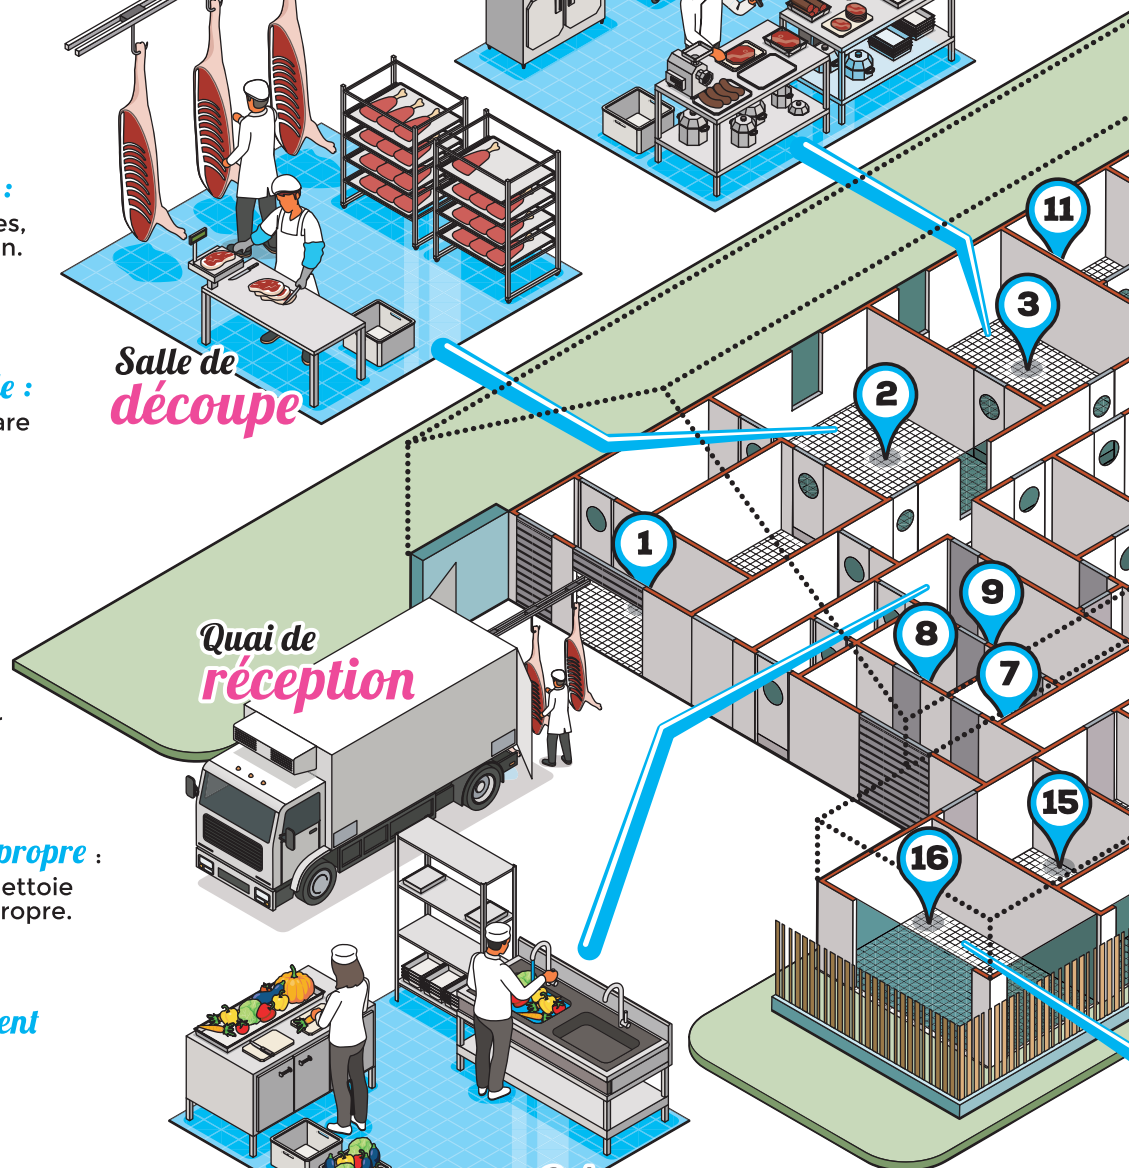 :
es,
n.
Salle de
découpe
e :
are
Quai de
réception
propre :
ettoie
ropre.
ent
11
3
2
1
9
8
7
15
16